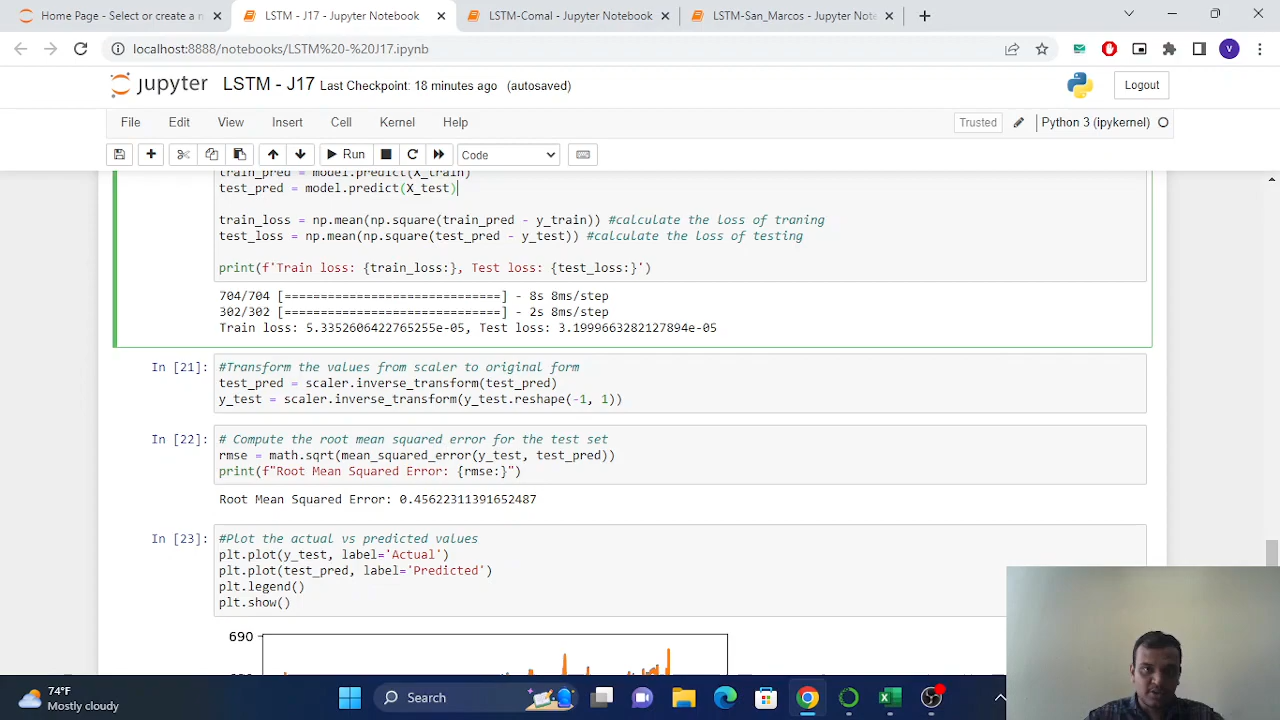 Home Page - Select or create a n
LSTM - J17 - Jupyter Notebook
LSTM-Comal - Jupyter Notebook
LSTM-San_Marcos - Jupyter Note
localhost:8888/notebooks/LSTM%20-%20J17.ipynb
V
jupyter LSTM - J17 Last Checkpoint: 18 minutes ago (autosaved)
Logout
File Edit View Insert Cell Kernel Help
Trusted
Python 3 (ipykernel)
Run
Code
train_pred = model.predict(X_train)
test_pred = model.predict(X_test)
train_loss = np.mean(np.square(train_pred - y_train)) #calculate the loss of traning
test_loss = np.mean(np.square(test_pred - y_test)) #calculate the loss of testing
print(f'Train loss: {train_loss:}, Test loss: {test_loss:}')
704/704 [==============================] - 8s 8ms/step
302/302 [==============================] - 2s 8ms/step
Train loss: 5.3352606422765255e-05, Test loss: 3.1999663282127894e-05
In [21]: #Transform the values from scaler to original form
test_pred = scaler.inverse_transform(test_pred)
y_test = scaler.inverse_transform(y_test.reshape(-1, 1))
In [22]: # Compute the root mean squared error for the test set
rmse = math.sqrt(mean_squared_error(y_test, test_pred))
print(f"Root Mean Squared Error: {rmse:}")
Root Mean Squared Error: 0.45622311391652487
In [23]: #Plot the actual vs predicted values
plt.plot(y_test, label='Actual')
plt.plot(test_pred, label='Predicted')
plt.legend()
plt.show()
690
74°F
Mostly cloudy
Search